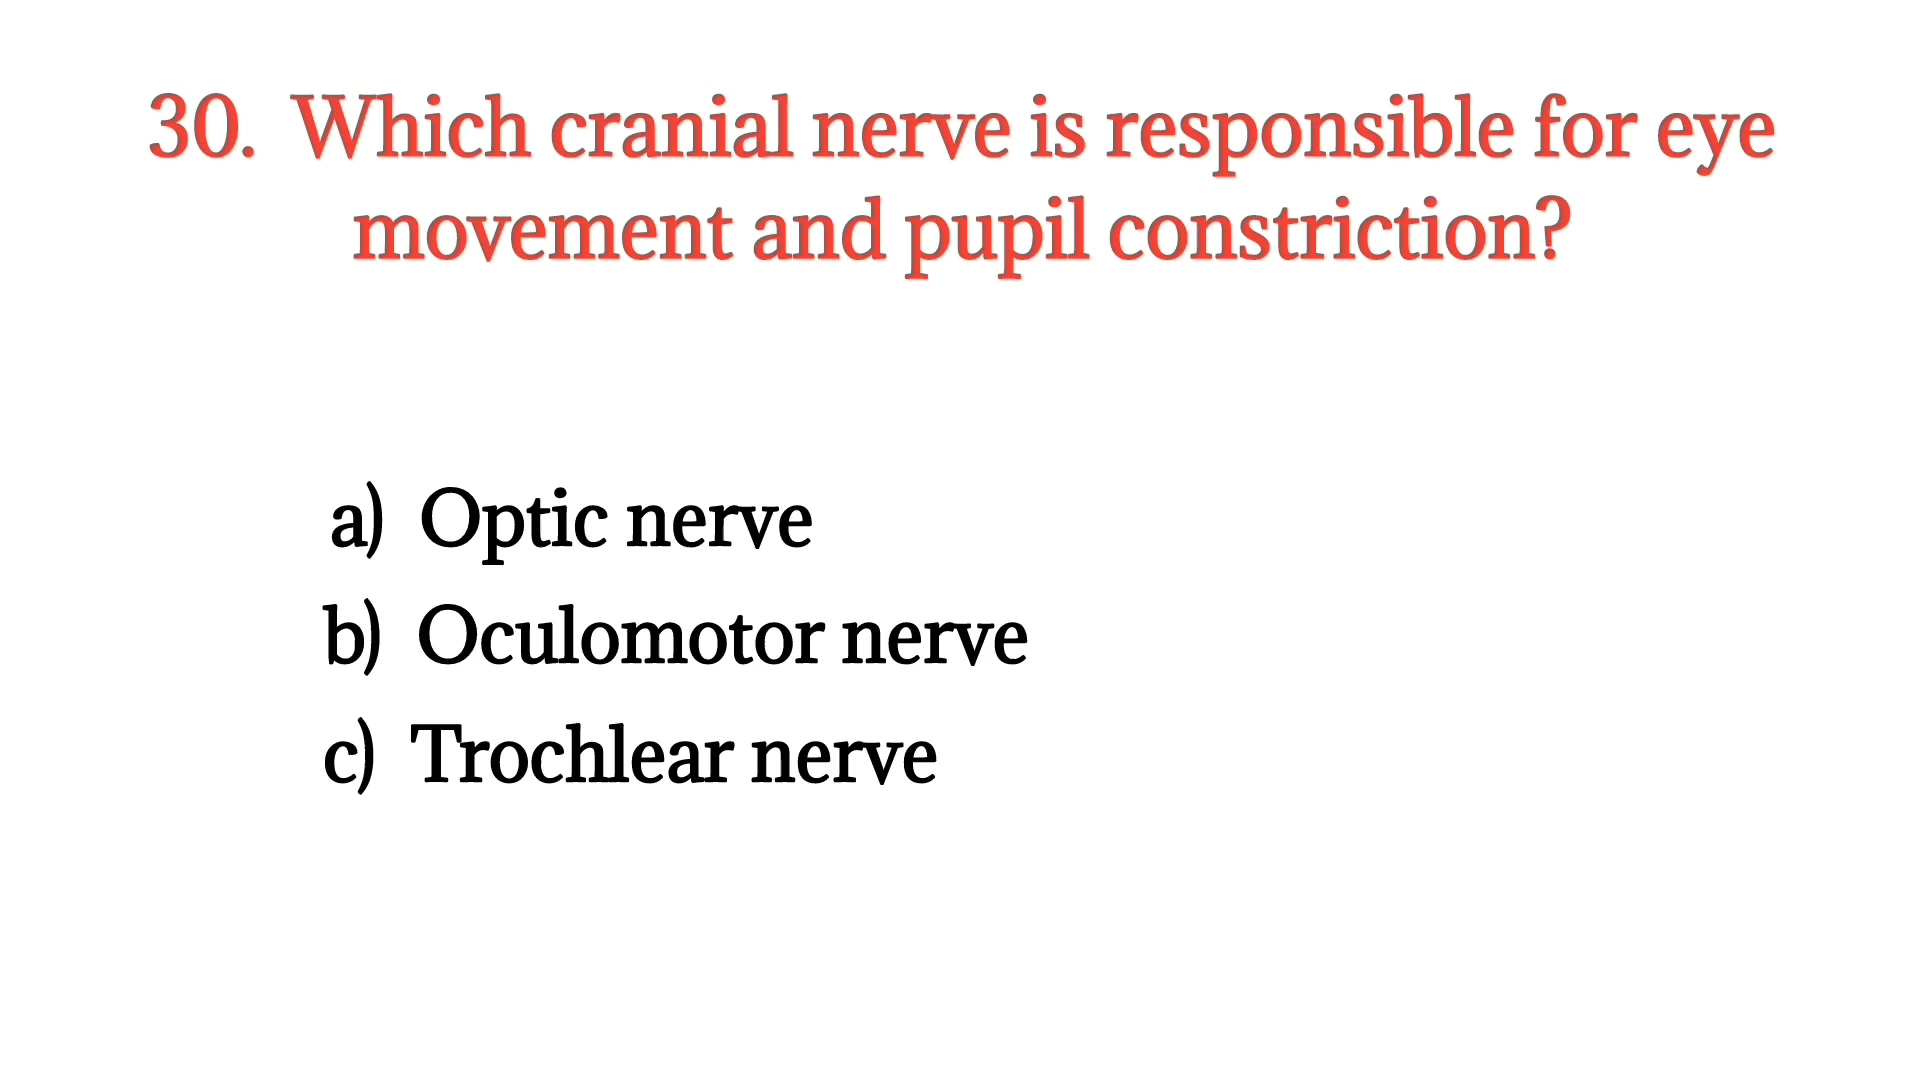 30. Which cranial nerve is responsible for eye
movement and pupil constriction?
a) Optic nerve
b) Oculomotor nerve
c) Trochlear nerve